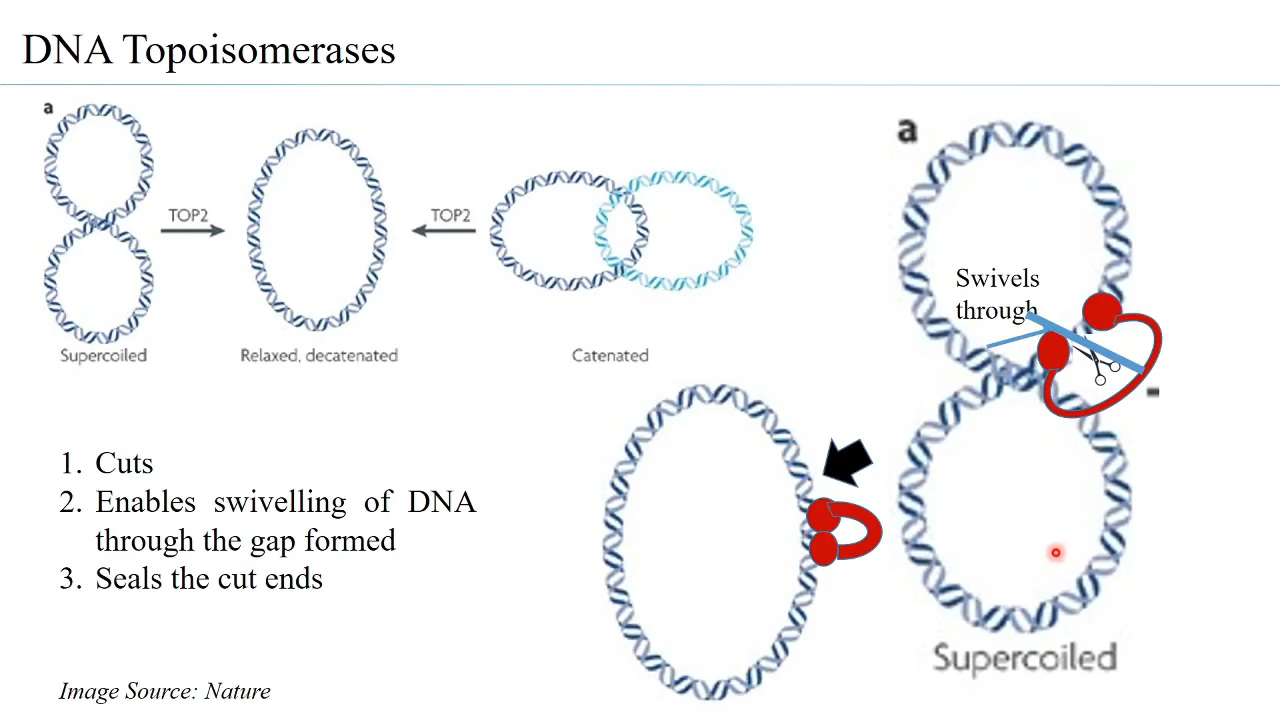 DNA Topoisomerases
a
TOP2
TOP2
Supercoiled
Relaxed, decatenated
Catenated
1. Cuts
2. Enables swivelling of DNA
through the gap formed
3. Seals the cut ends
Image Source: Nature
a
Swivels
through
Supercoiled